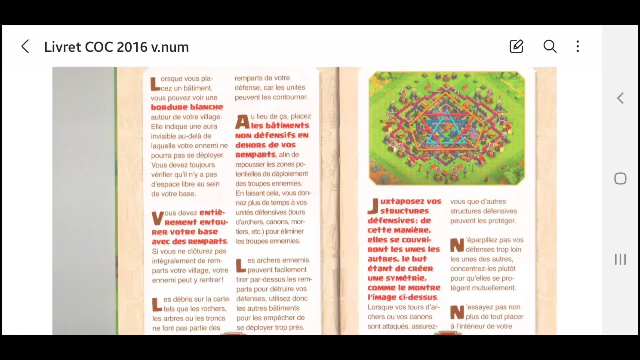 Livret COC 2016 v.num
Lorsque vous pla-
cez un bâtiment,
vous pouvez voir une
bordure blanche
autour de votre village.
Elle indique une aura
invisible au-delà de
laquelle votre ennemi ne
pourra pas se déployer.
Vous devez toujours
vérifier qu'il n'y a pas
d'espace libre au sein
de votre base.
Vous devez entiè-
rement entou-
rer votre base
avec des remparts.
Si vous ne clôturez pas
intégralement de rem-
parts votre village, votre
ennemi peut y rentrer!
Les débris sur la carte
tels que les rochers,
les arbres ou les troncs
ne font pas partie des
remparts de votre
défense, car les unités
peuvent les contourner.
Au lieu de ça, placez
les bâtiments
non défensifs en
dehors de vos
remparts, afin de
repousser les zones po-
tentielles de déploiement
des troupes ennemies.
En faisant cela, vous don-
nez plus de temps à vos
unités défensives (tours
d'archers, canons, mor-
tiers, etc.) pour éliminer
les troupes ennemies.
Les archers ennemis
peuvent facilement
tirer par-dessus les rem-
parts pour détruire vos
défenses, utilisez donc
les autres bâtiments
pour les empêcher de
se déployer trop près.
Juxtaposez vos
structures
défensives: de
cette manière,
elles se couvri-
ront les unes les
autres, le but
étant de créer
une symétrie,
comme le montre
l'image ci-dessus.
Lorsque vos tours d'ar-
chers ou vos canons
sont attaqués, assurez-
vous que d'autres
structures défensives
peuvent les protéger.
N'éparpillez pas vos
défenses trop loin
les unes des autres,
concentrez-les plutôt
pour qu'elles se pro-
tègent mutuellement.
N'essayez pas non
plus de tout placer
à l'intérieur de votre